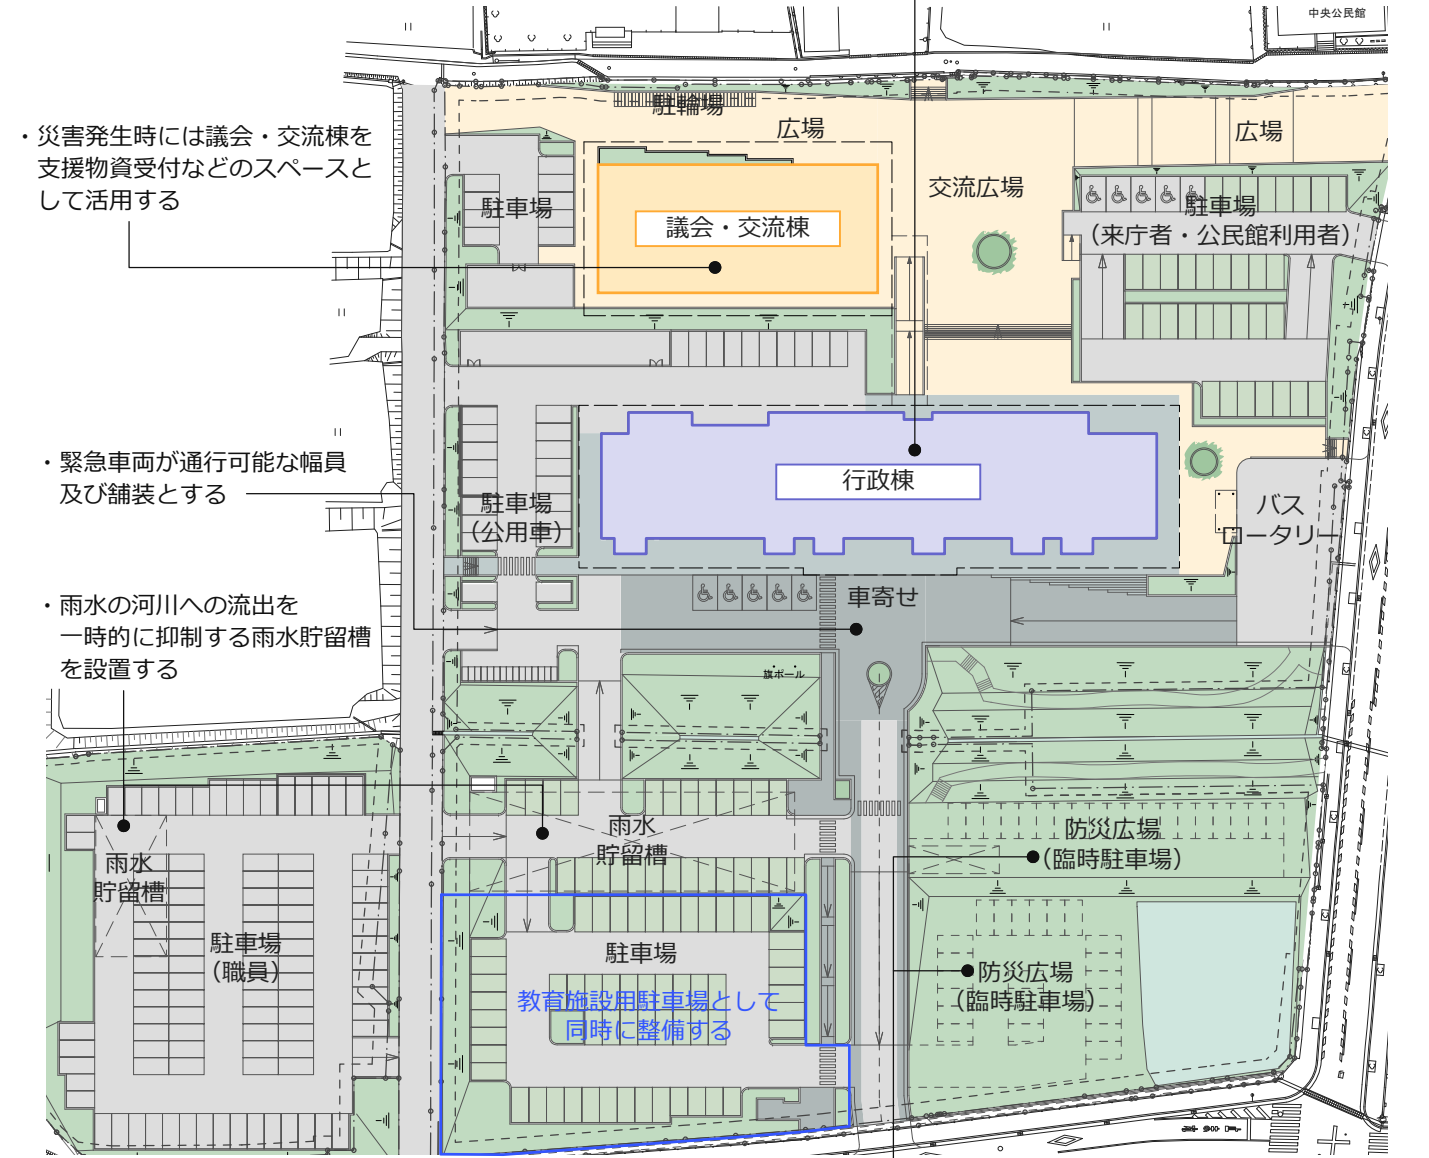 中央公民館
駐輪場
広場
広場
・災害発生時には議会・交流棟を
支援物資受付などのスペースと
して活用する
交流広場
駐車場
駐車場
（来庁者・公民館利用者）
議会・交流棟
・緊急車両が通行可能な幅員
及び舗装とする
行政棟
駐車場
（公用車）
バス
ロータリー
・雨水の河川への流出を
一時的に抑制する雨水貯留槽
を設置する
車寄せ
旗ポール
雨水
貯留槽
防災広場
（臨時駐車場）
雨水
貯留槽
駐車場
（職員）
駐車場
防災広場
（臨時駐車場）
教育施設用駐車場として
同時に整備する